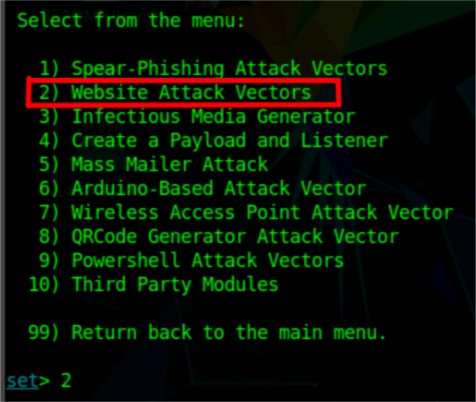 Select from the menu:
1) Spear-Phishing Attack Vectors
2) Website Attack Vectors
3) Infectious Media Generator
4) Create a Payload and Listener
5) Mass Mailer Attack
6) Arduino-Based Attack Vector
7) Wireless Access Point Attack Vector
8) QRCode Generator Attack Vector
9) Powershell Attack Vectors
10) Third Party Modules
99) Return back to the main menu.
set> 2